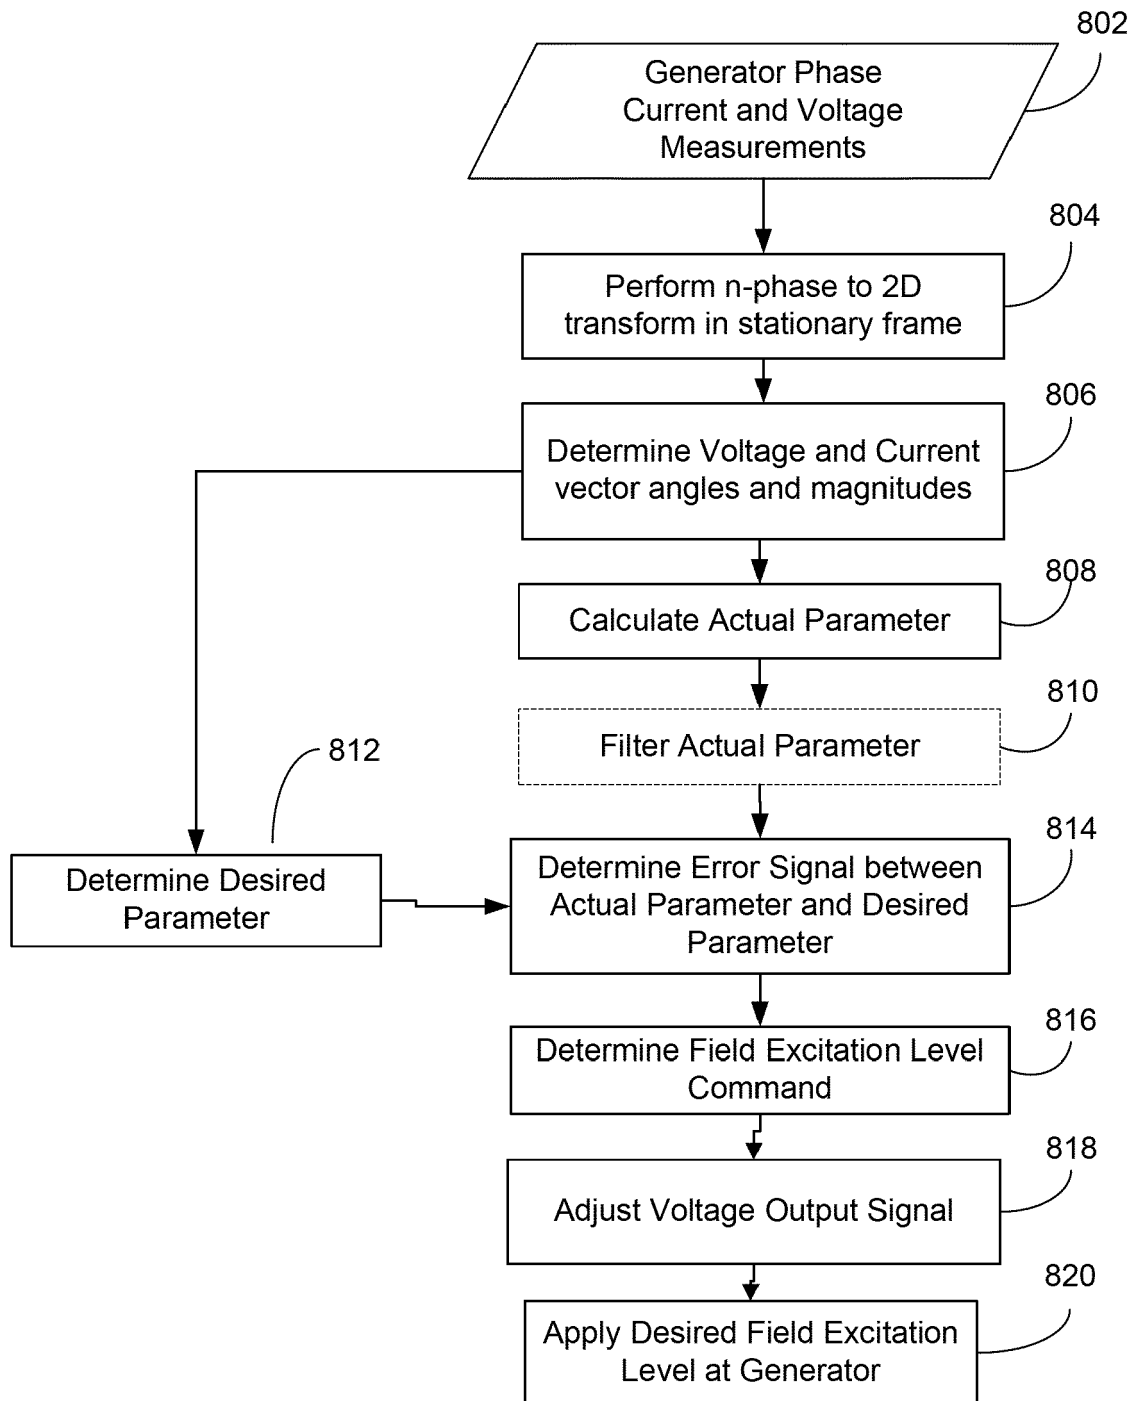 802
Generator Phase
Current and Voltage
Measurements
804
Perform n-phase to 2D
transform in stationary frame
806
Determine Voltage and Current
vector angles and magnitudes
808
Calculate Actual Parameter
810
Filter Actual Parameter
812
Determine Desired
Parameter
814
Determine Error Signal between
Actual Parameter and Desired
Parameter
816
Determine Field Excitation Level
Command
818
Adjust Voltage Output Signal
820
Apply Desired Field Excitation
Level at Generator